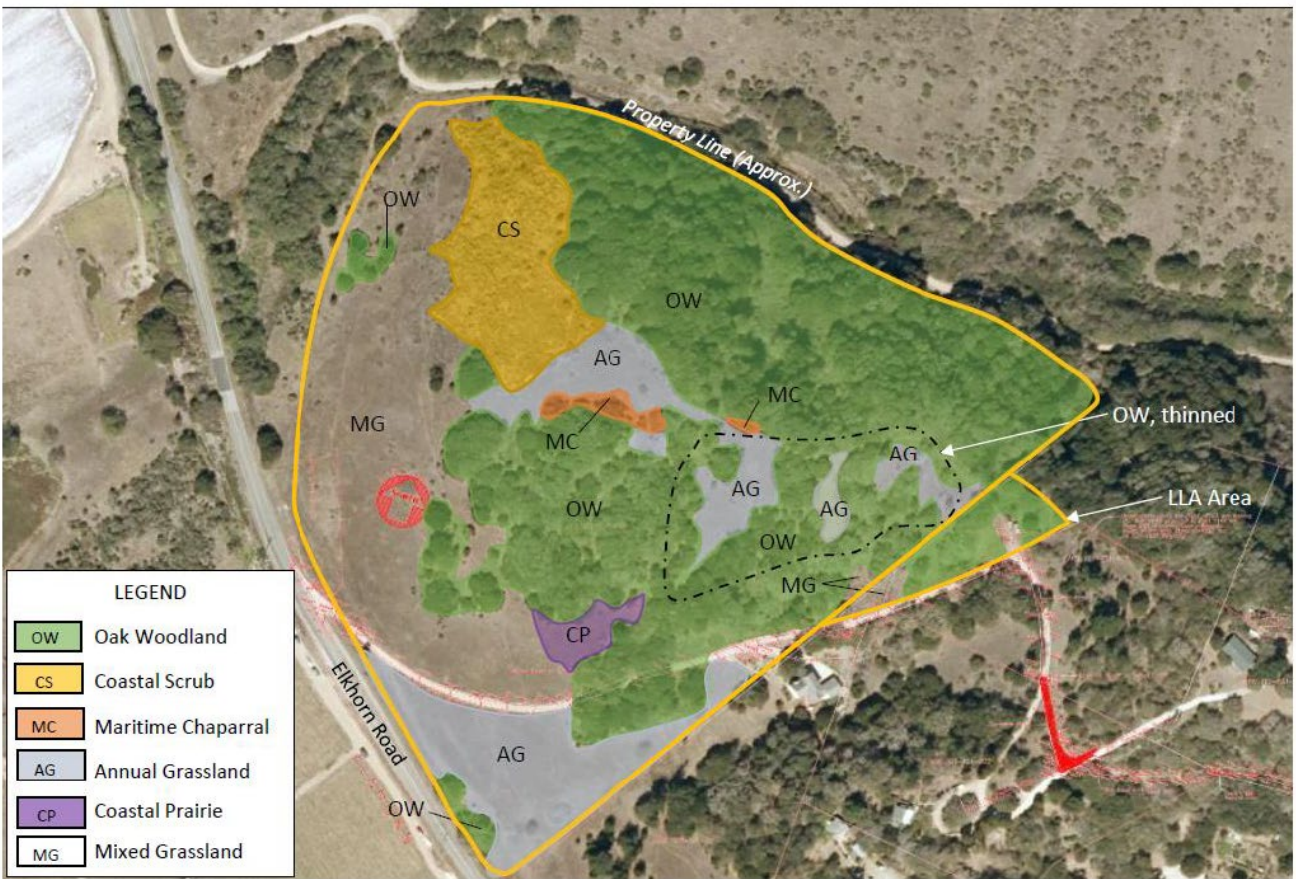 Property Line (Approx.)
OW
CS
OW
AG
MC
MC
OW, thinned
MG
AG
AG
LLA Area
OW
AG
OW
MG
CP
Elkhorn Road
AG
OW
LEGEND
OW Oak Woodland
CS Coastal Scrub
MC Maritime Chaparral
AG Annual Grassland
CP Coastal Prairie
MG Mixed Grassland